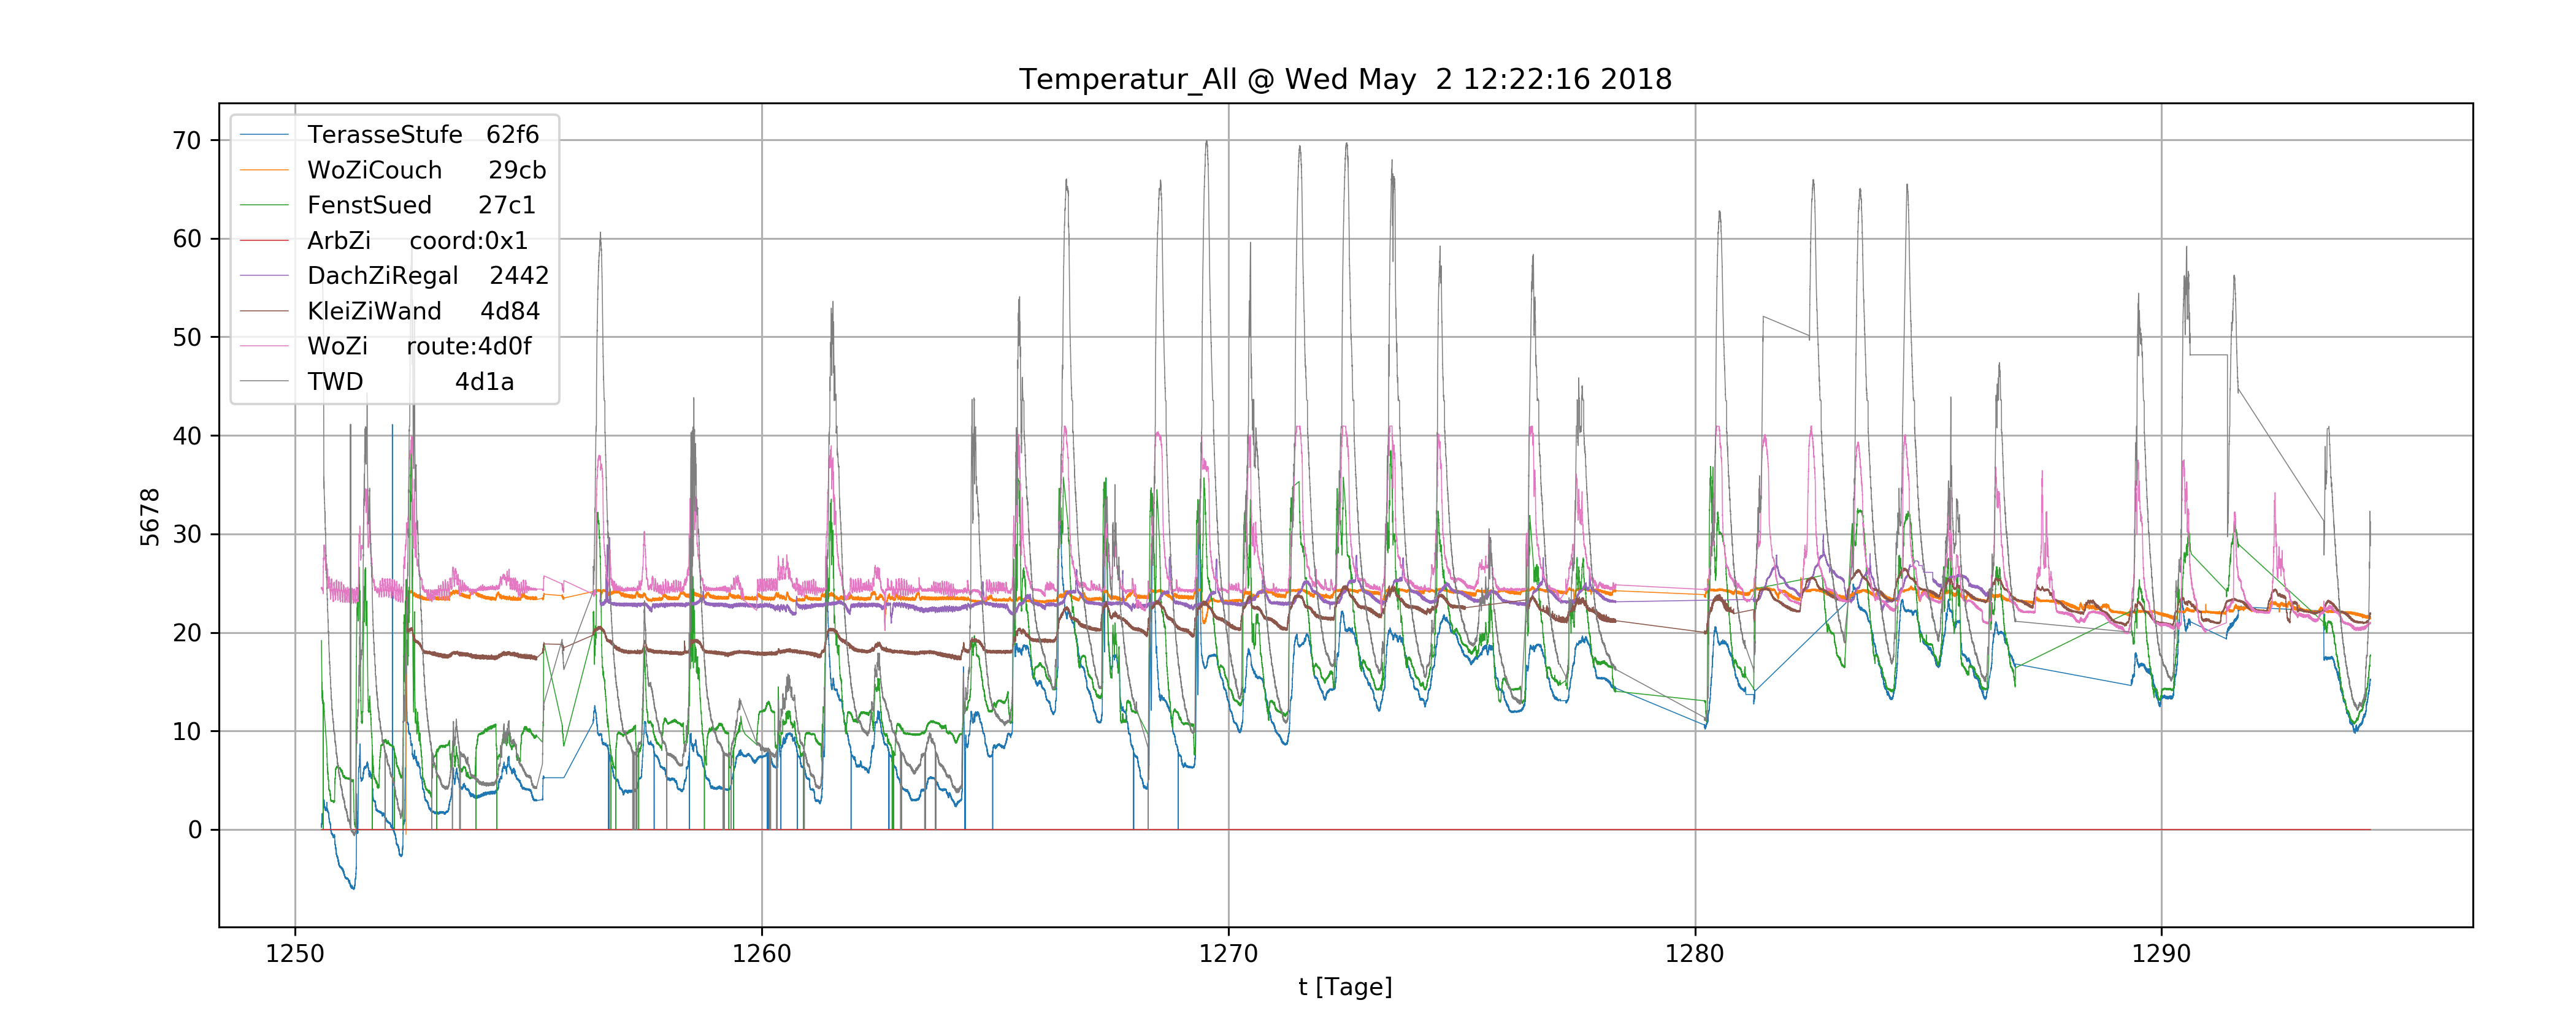 Temperatur_All @ Wed May  2 12:22:16 2018
70
60
50
40
30
20
10
0
5678
TerasseStufe   62f6
WoZiCouch      29cb
FenstSued      27c1
ArbZi     coord:0x1
DachZiRegal    2442
KleiZiWand     4d84
WoZi     route:4d0f
TWD            4d1a
1250 1260 1270 1280 1290
t [Tage]